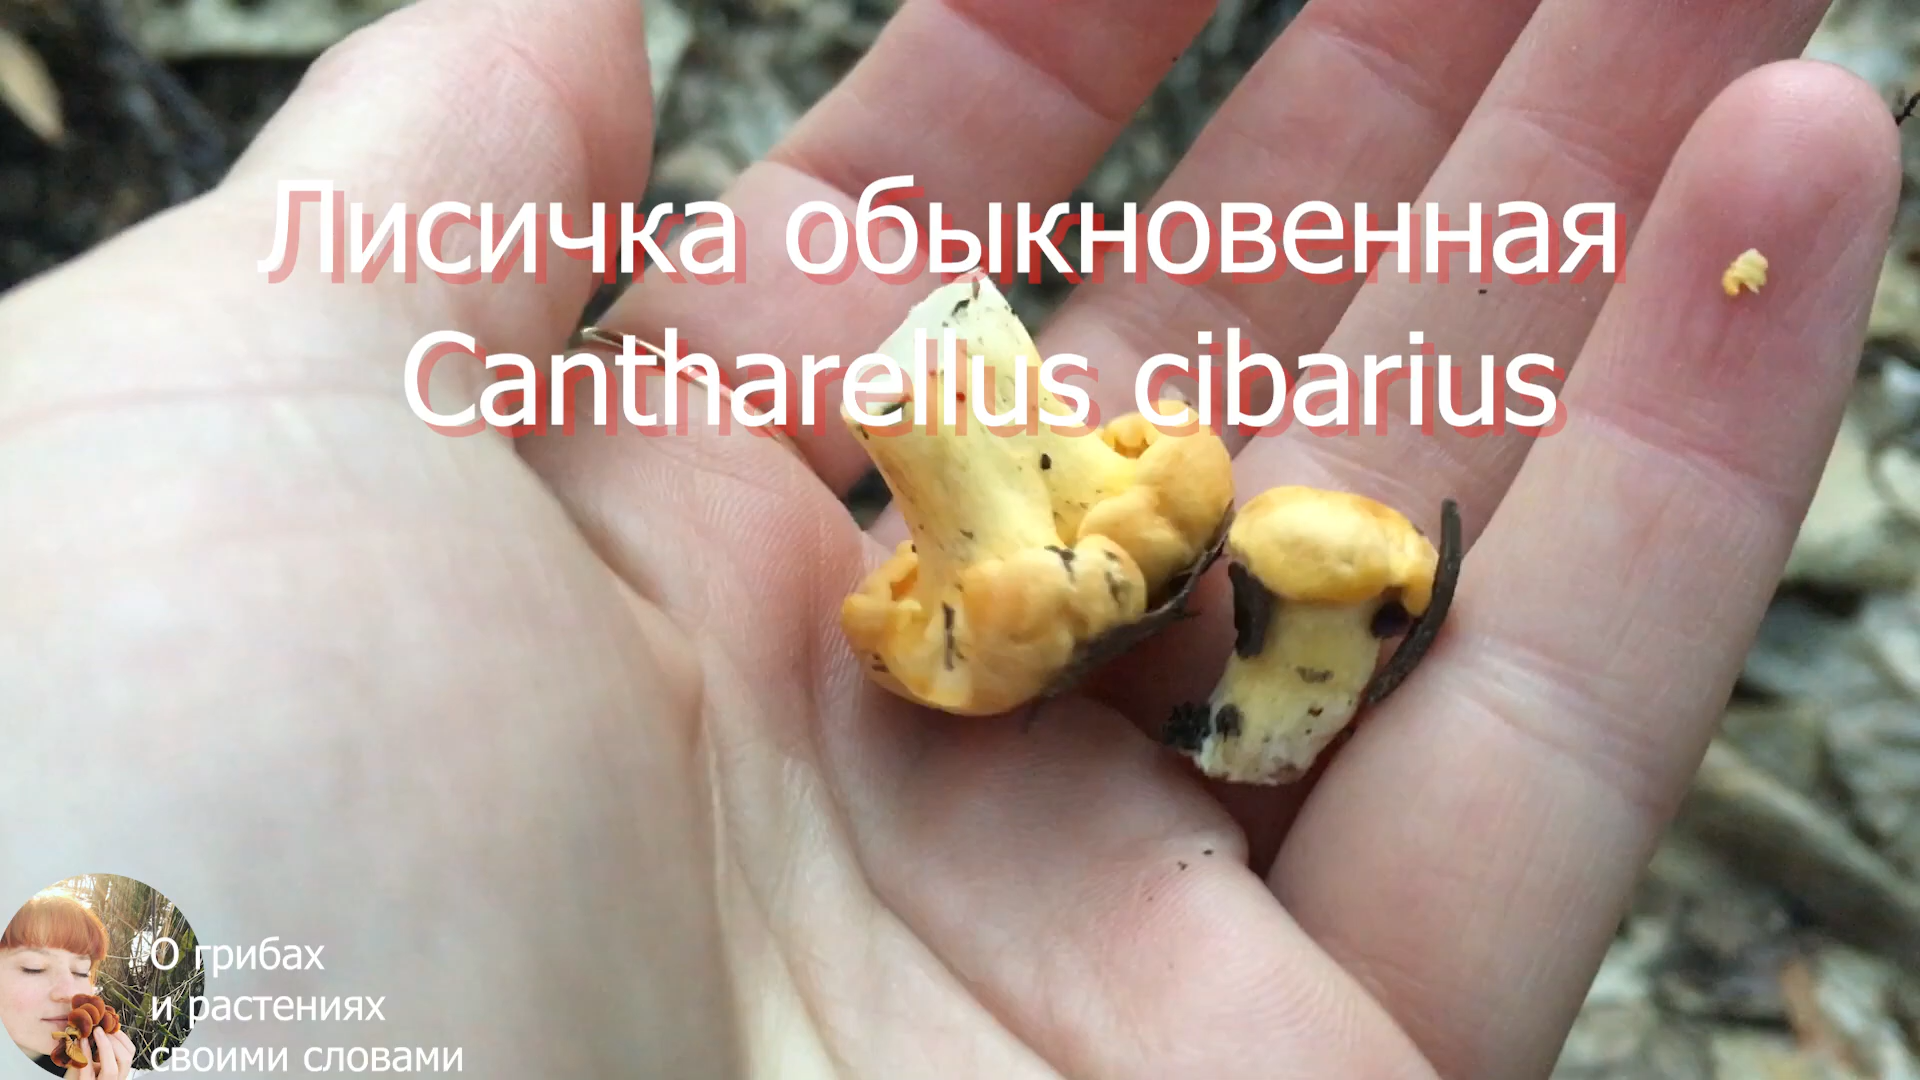 Лисичка обыкновенная
Cantharellus cibarius
О грибах
и растениях
своими словами